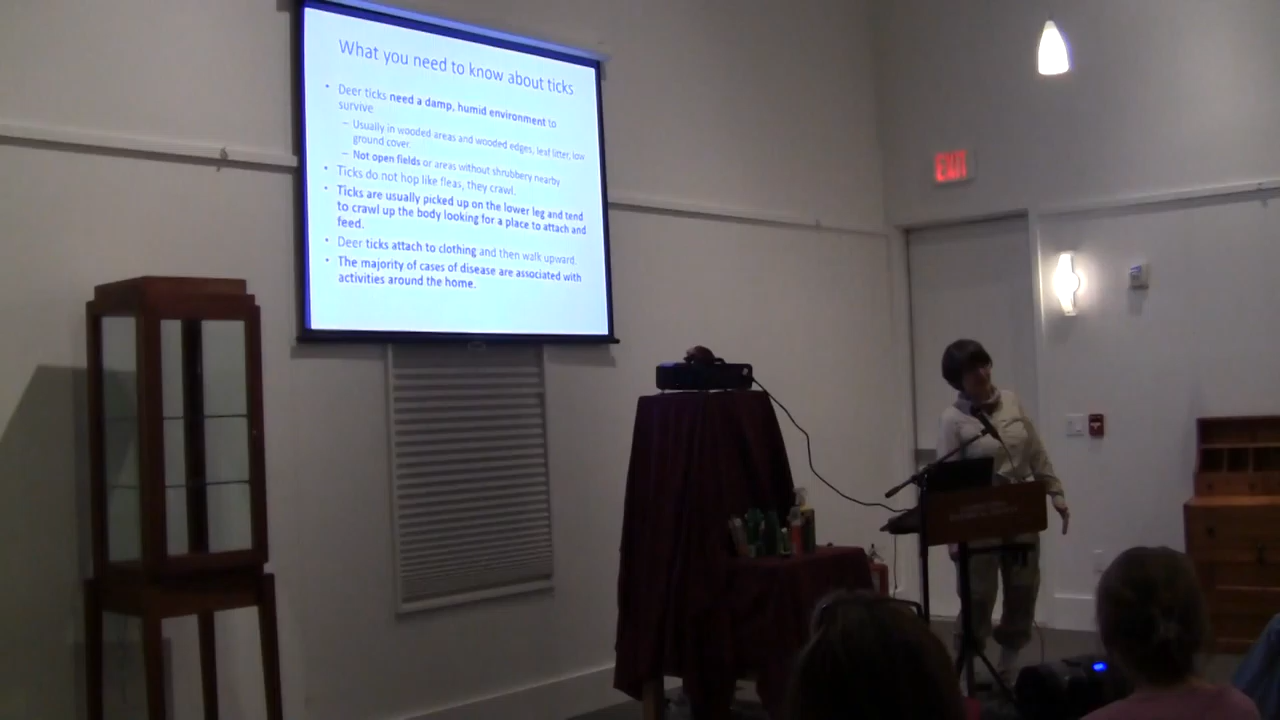 What you need to know about ticks
• Deer ticks need a damp, humid environment to
survive
– Usually in wooded areas and wooded edges, leaf litter, low
ground cover.
– Not open fields or areas without shrubbery nearby
• Ticks do not hop like fleas, they crawl.
• Ticks are usually picked up on the lower leg and tend
to crawl up the body looking for a place to attach and
feed.
• Deer ticks attach to clothing and then walk upward.
• The majority of cases of disease are associated with
activities around the home.
EXIT